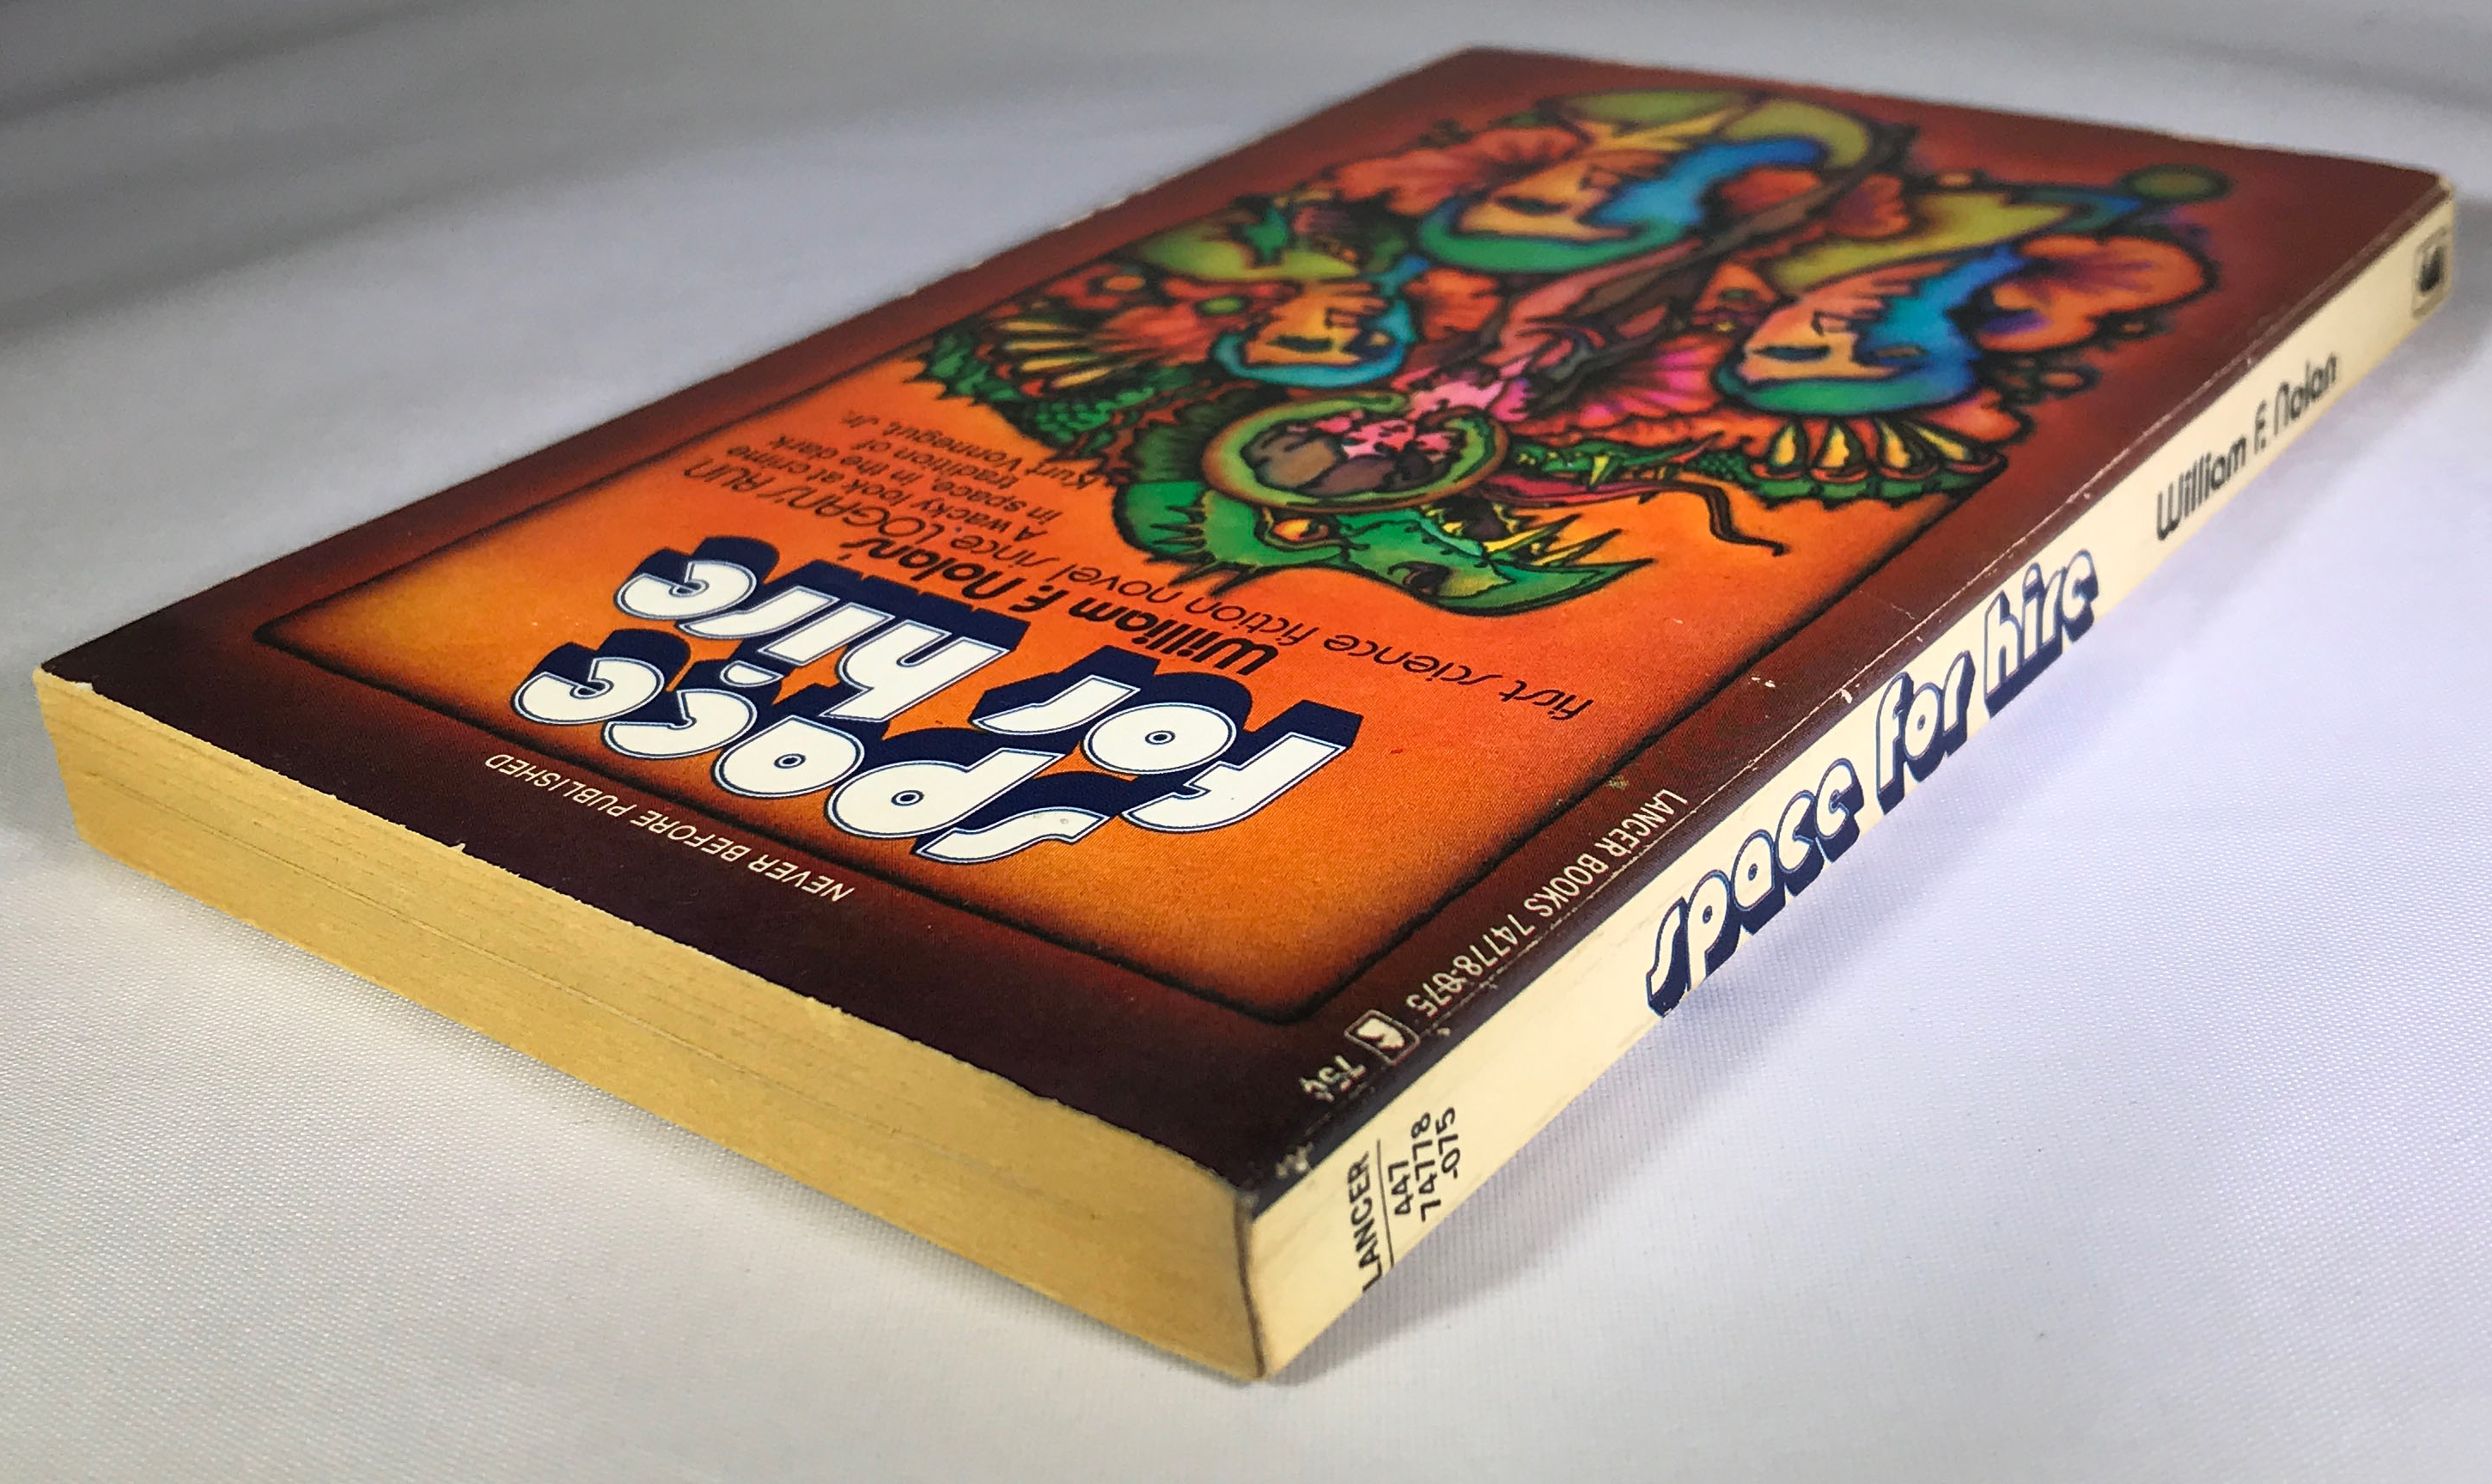 NEVER BEFORE PUBLISHED
LANCER BOOKS 74778-075
75¢
space
for hire
William F. Nolan's
first science fiction novel since LOGAN'S RUN
A wacky look at crime
in space, in the dark
tradition of
Kurt Vonnegut, Jr.
LANCER
447
74778
-075
space for hire
William F. Nolan